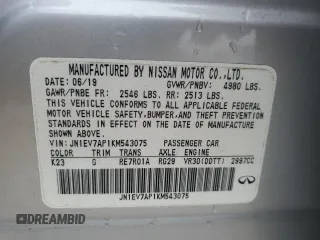 MANUFACTURED BY NISSAN MOTOR CO.,LTD.
DATE: 06/19 GVWR/PNBV: 4980 LBS.
GAWR/PNBE FR: 2546 LBS. RR: 2513 LBS.
THIS VEHICLE CONFORMS TO ALL APPLICABLE
FEDERAL MOTOR VEHICLE
SAFETY,BUMPER,AND THEFT PREVENTION
STANDARDS IN EFFECT ON THE DATE OF
MANUFACTURE SHOWN ABOVE.
VIN: JN1EV7AP1KM543075 PASSENGER CAR
COLOR TRIM TRANS AXLE ENGINE
K23 G RE7R01A RG29 VR30(DDTT) 2997CC
JN1EV7AP1KM543075
INFINITI